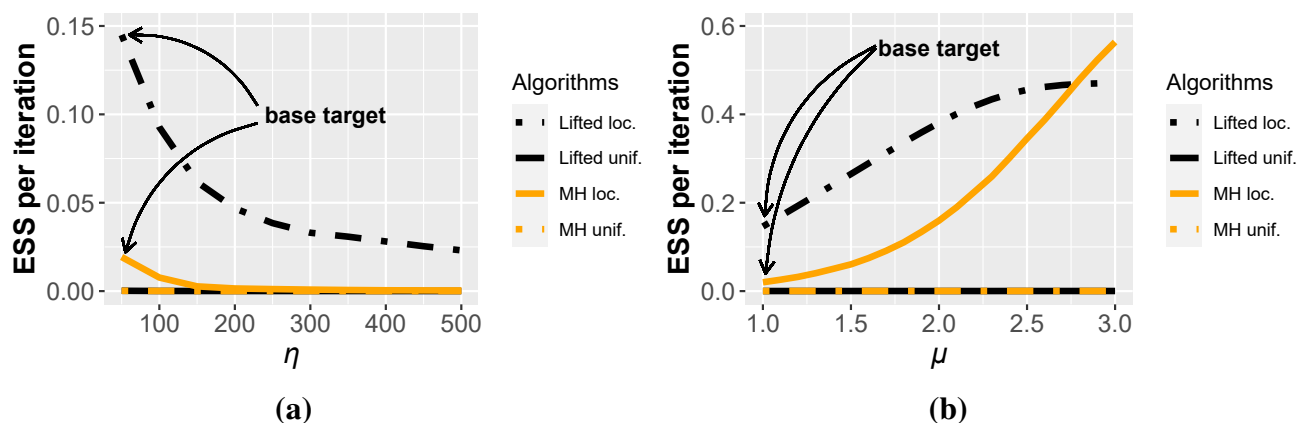 0.15
0.10
0.05
0.00
ESS per iteration
base target
100 200 300 400 500
η
Algorithms
Lifted loc.
Lifted unif.
MH loc.
MH unif.
(a)
0.6
0.4
0.2
0.0
ESS per iteration
base target
1.0 1.5 2.0 2.5 3.0
μ
Algorithms
Lifted loc.
Lifted unif.
MH loc.
MH unif.
(b)